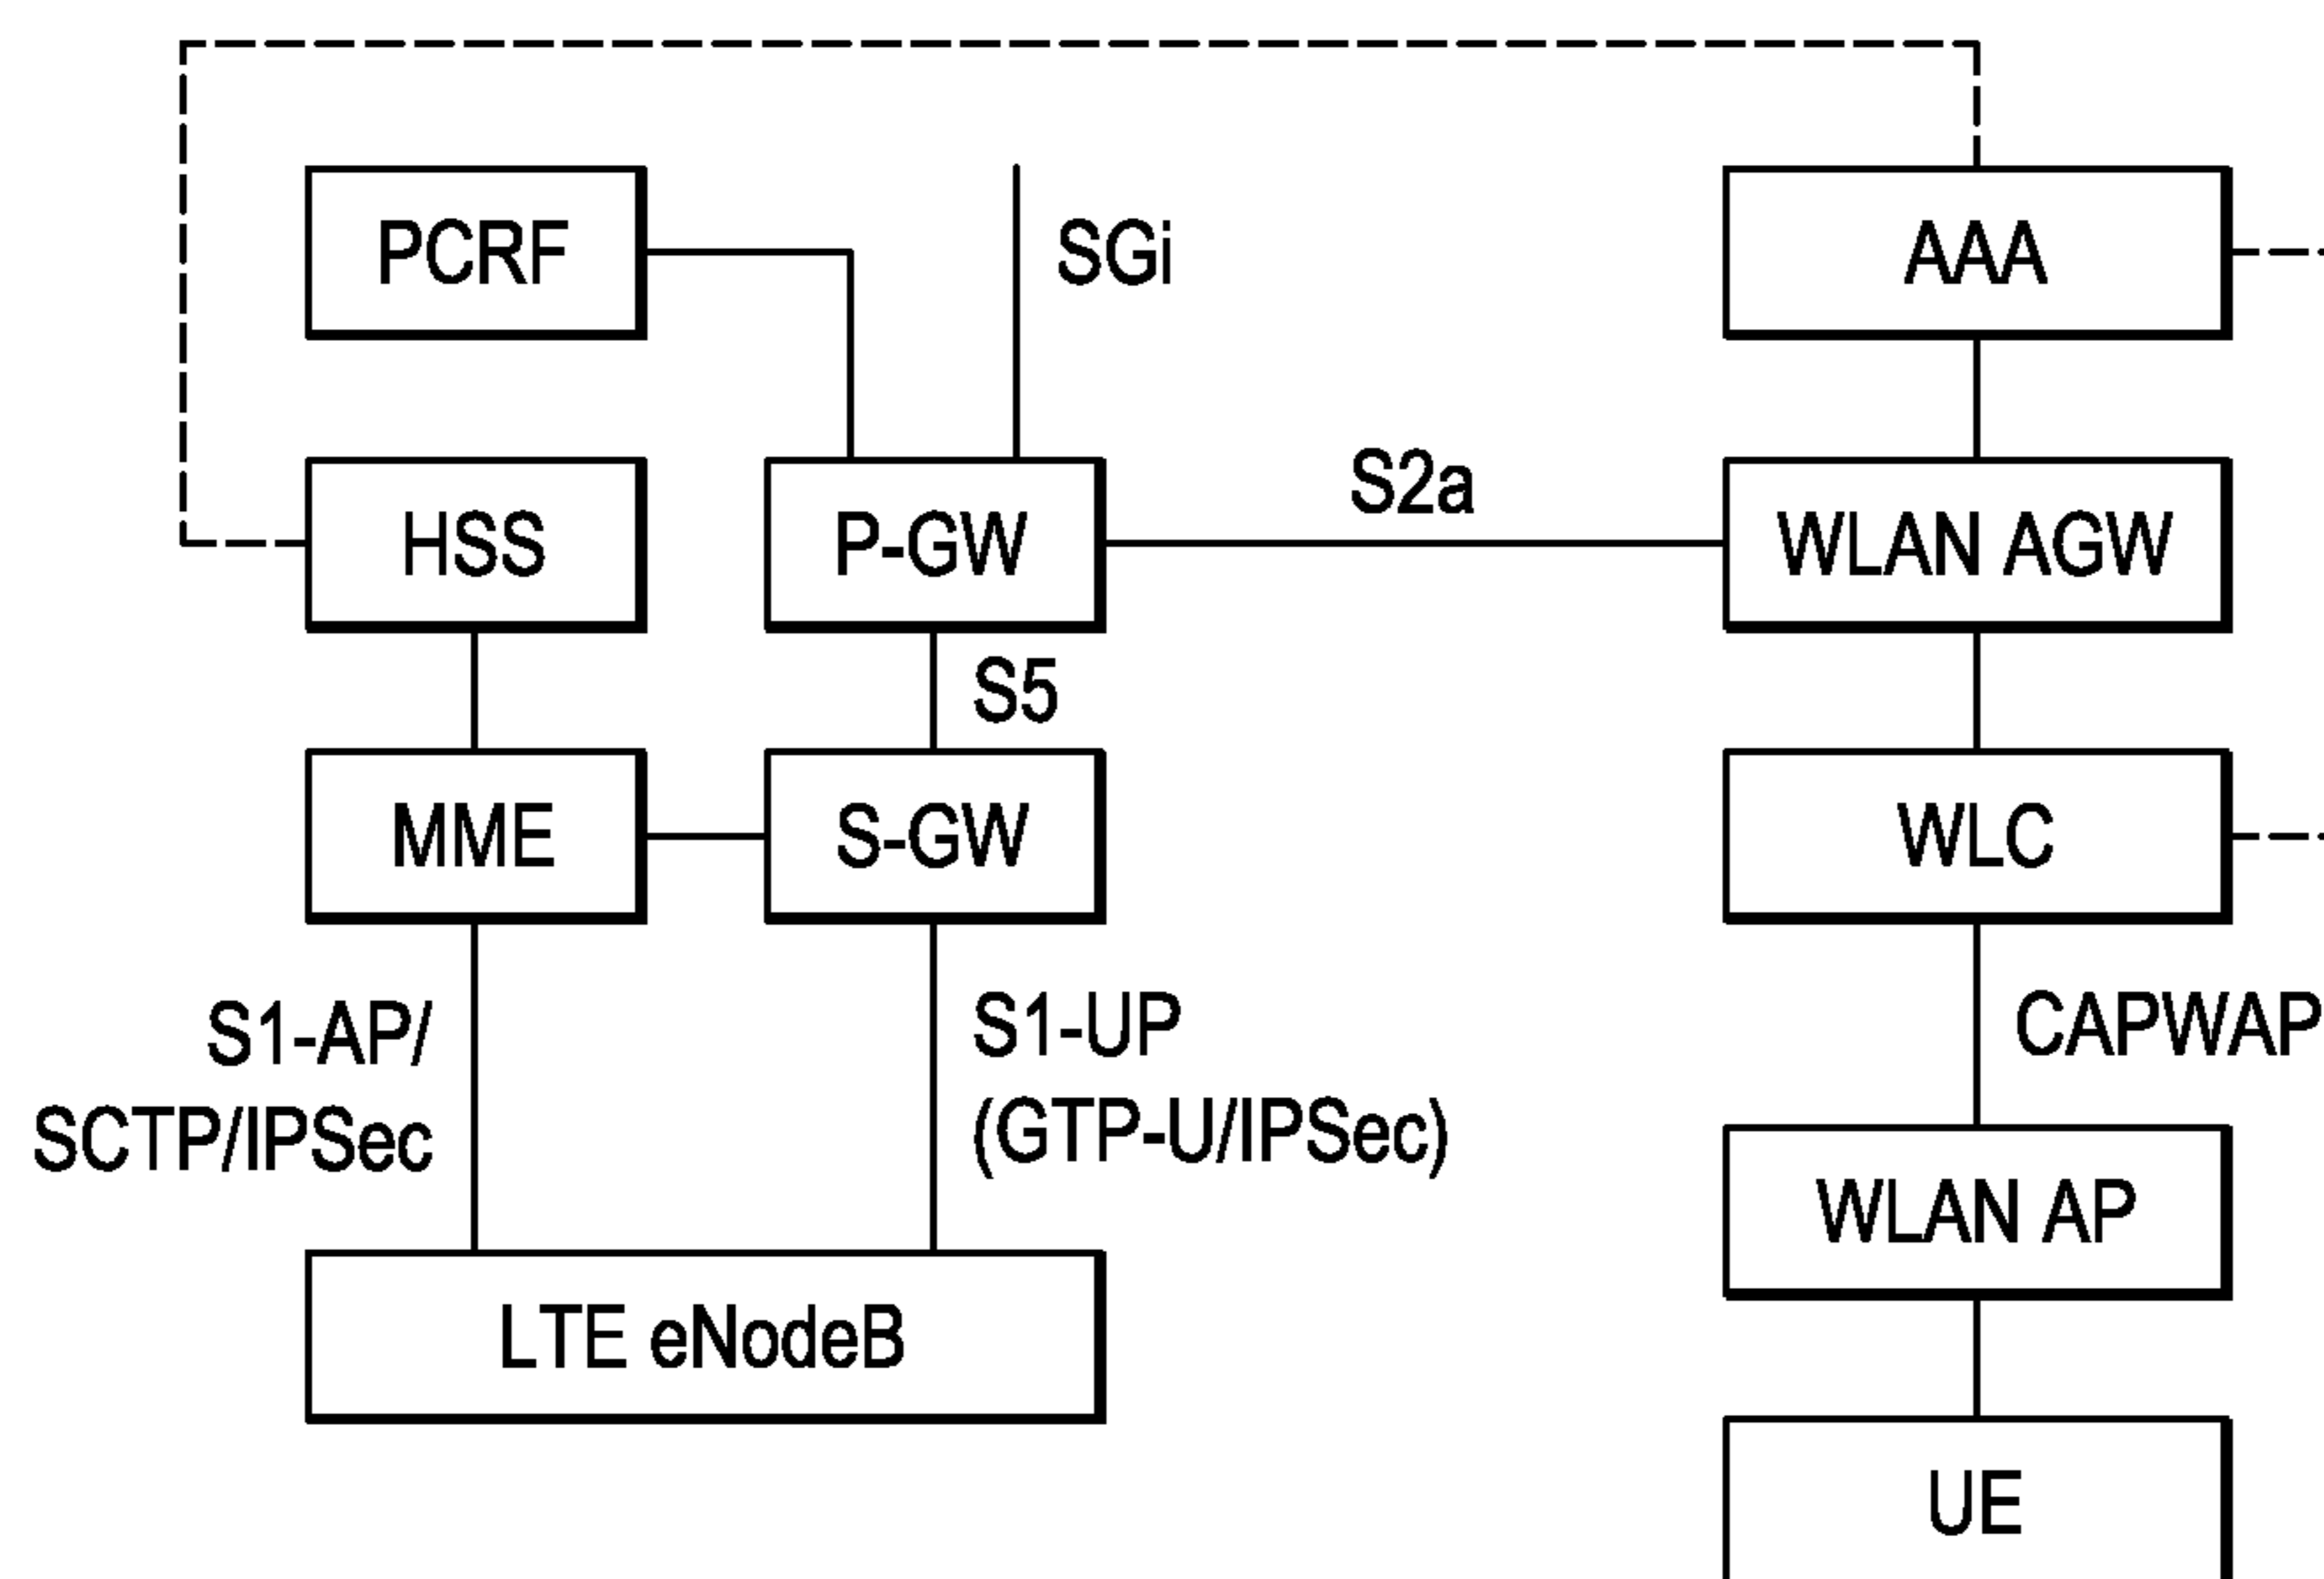 PCRF
SGi
AAA
HSS
P-GW
S2a
WLAN AGW
S5
MME
S-GW
WLC
S1-AP/
SCTP/IPSec
S1-UP
(GTP-U/IPSec)
CAPWAP
WLAN AP
LTE eNodeB
UE